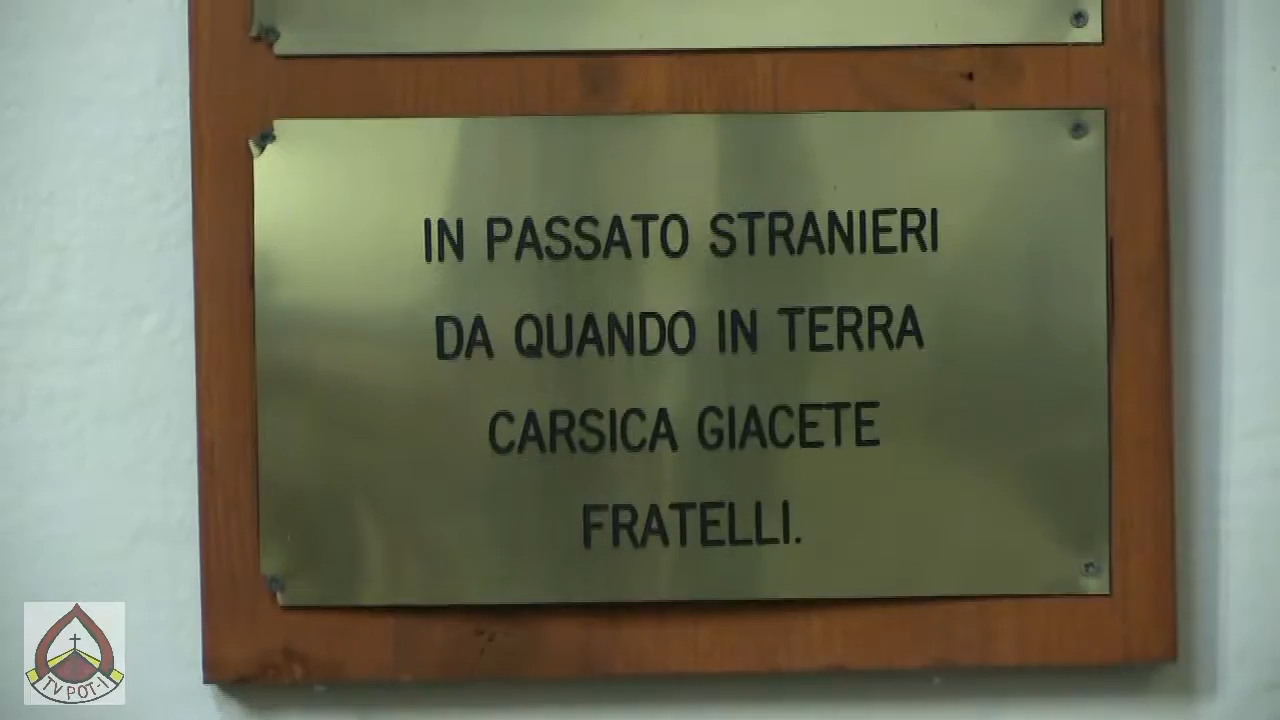 IN PASSATO STRANIERI
DA QUANDO IN TERRA
CARSICA GIACETE
FRATELLI.
TV POT-1